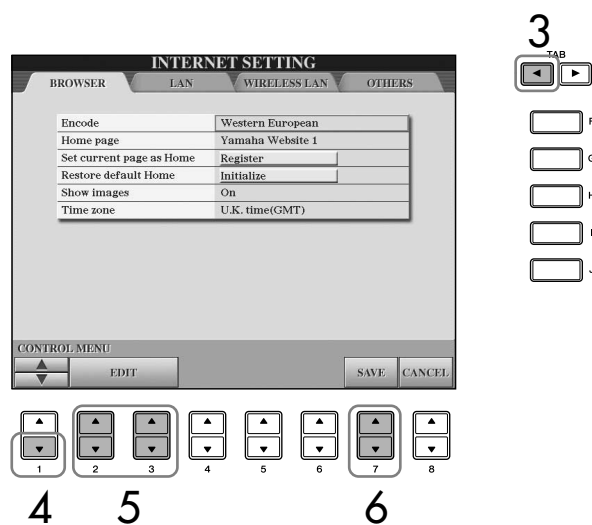 3
TAB
INTERNET SETTING
BROWSER LAN WIRELESS LAN OTHERS
Encode Western European
Home page Yamaha Website 1
Set current page as Home Register
Restore default Home Initialize
Show images On
Time zone U.K. time(GMT)
CONTROL MENU
EDIT SAVE CANCEL
1 2 3 4 5 6 7 8
4 5 6